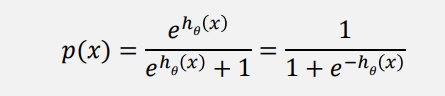 p(x) = e^{h_θ(x)} / (e^{h_θ(x)} + 1) = 1 / (1 + e^{−h_θ(x)})